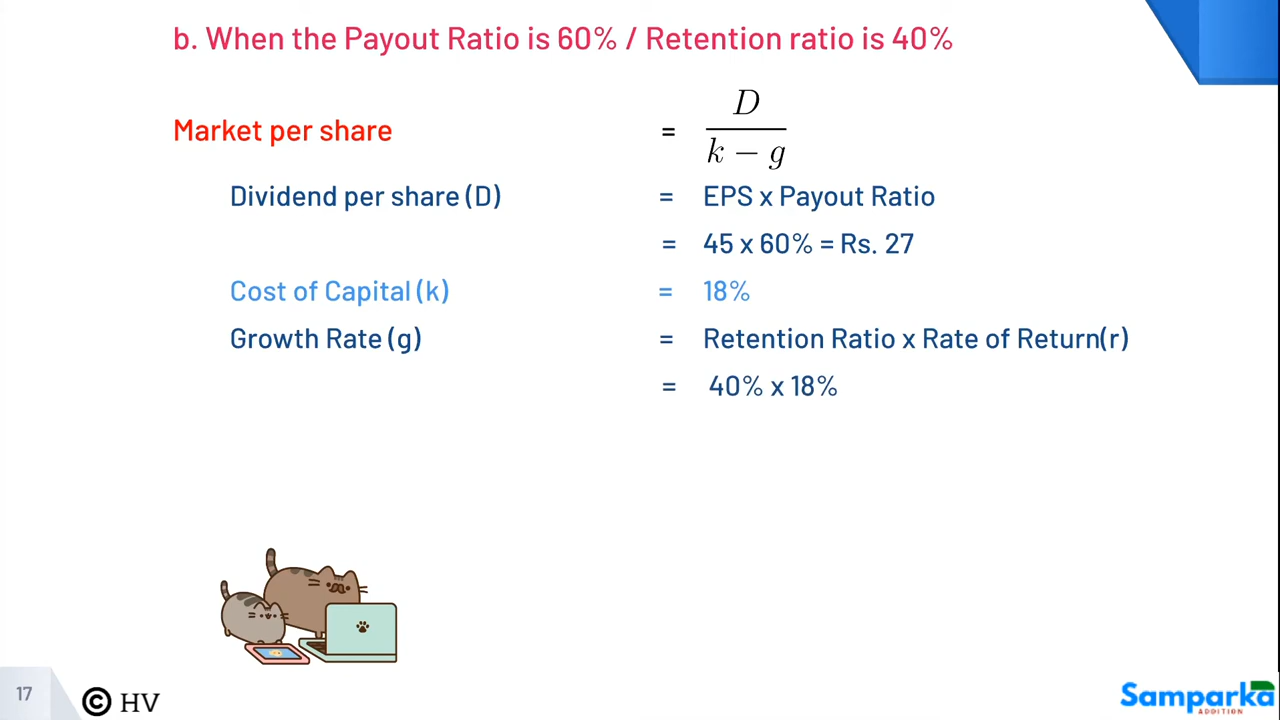 b. When the Payout Ratio is 60% / Retention ratio is 40%
Market per share = D / k − g
Dividend per share (D) = EPS x Payout Ratio
= 45 x 60% = Rs. 27
Cost of Capital (k) = 18%
Growth Rate (g) = Retention Ratio x Rate of Return(r)
= 40% x 18%
17
© HV
Samparka
ADDITION